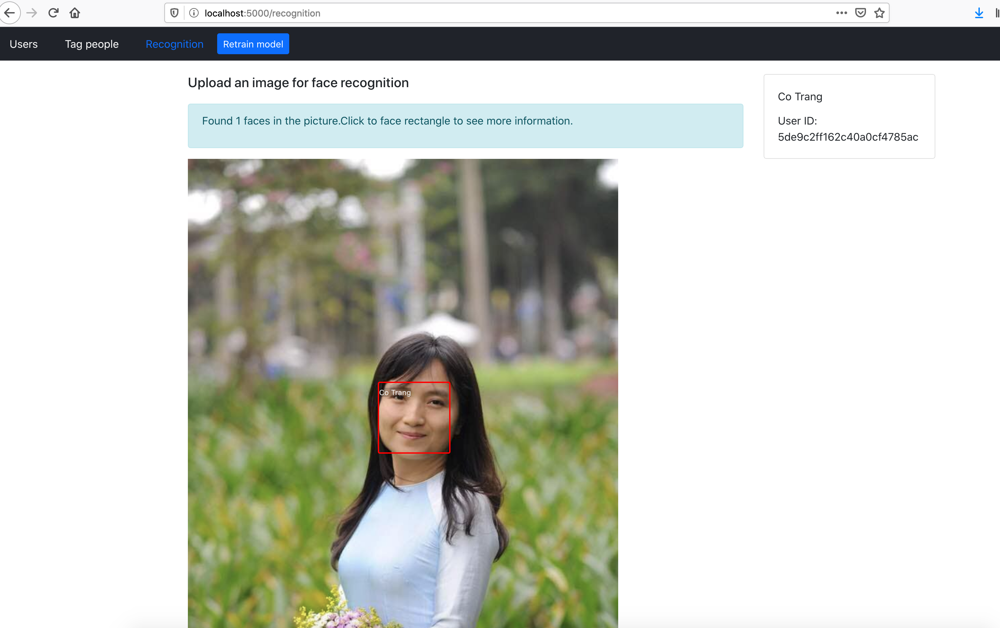 localhost:5000/recognition
Users Tag people Recognition Retrain model
Upload an image for face recognition
Found 1 faces in the picture.Click to face rectangle to see more information.
Co Trang
User ID:
5de9c2ff162c40a0cf4785ac
Co Trang